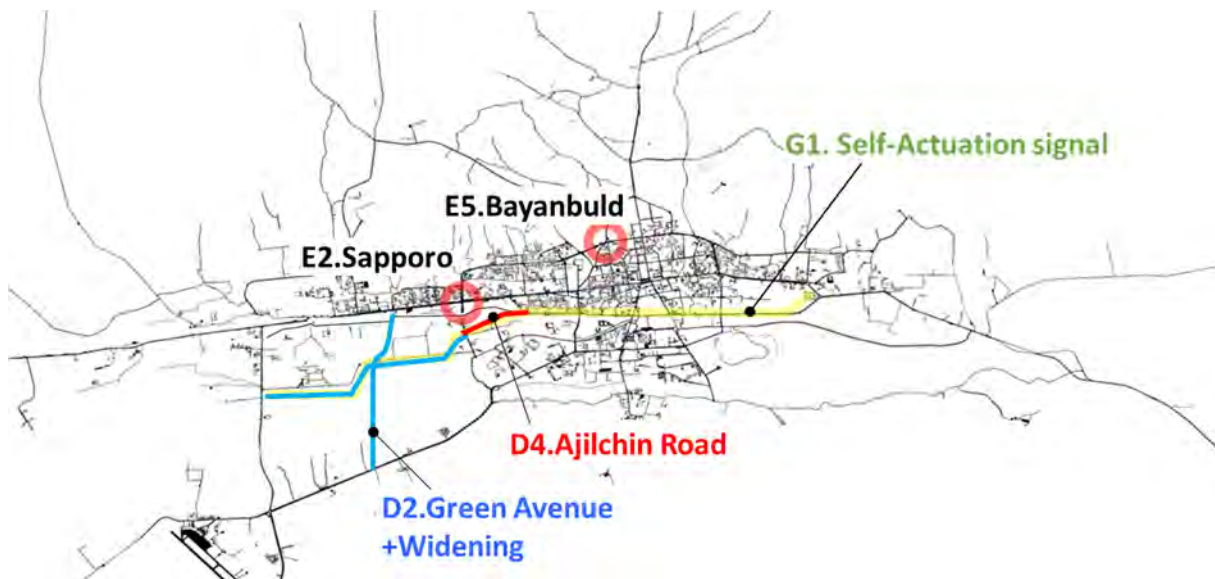 G1. Self-Actuation signal
E5.Bayanbuld
E2.Sapporo
D4.Ajilchin Road
D2.Green Avenue
+Widening